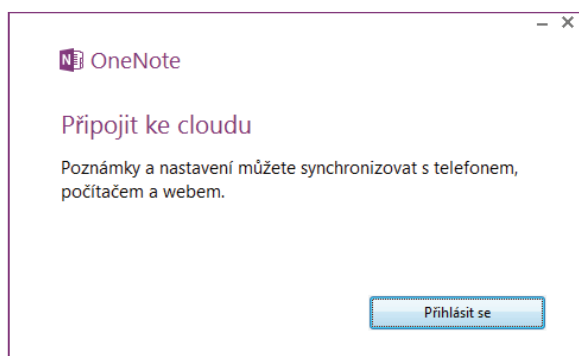 OneNote
Připojit ke cloudu
Poznámky a nastavení můžete synchronizovat s telefonem,
počítačem a webem.
Přihlásit se